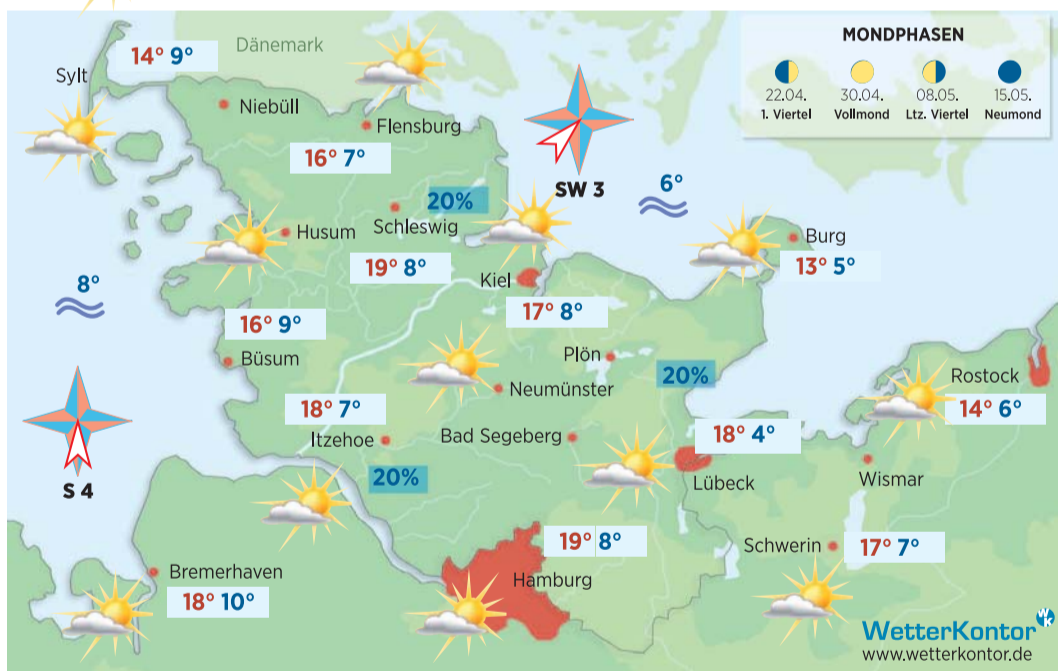 MONDPHASEN
22.04. 30.04. 08.05. 15.05.
1. Viertel Vollmond Ltz. Viertel Neumond
Dänemark
14° 9°
Sylt
Niebüll
Flensburg
16° 7°
SW 3
6°
20%
Schleswig
Husum
Burg
13° 5°
19° 8°
Kiel
8°
17° 8°
16° 9°
Büsum
Plön
20%
Neumünster
Rostock
14° 6°
18° 7°
Itzehoe
Bad Segeberg
18° 4°
Lübeck
Wismar
20%
S 4
19° 8°
Hamburg
Schwerin
17° 7°
Bremerhaven
18° 10°
WetterKontor
WK
www.wetterkontor.de